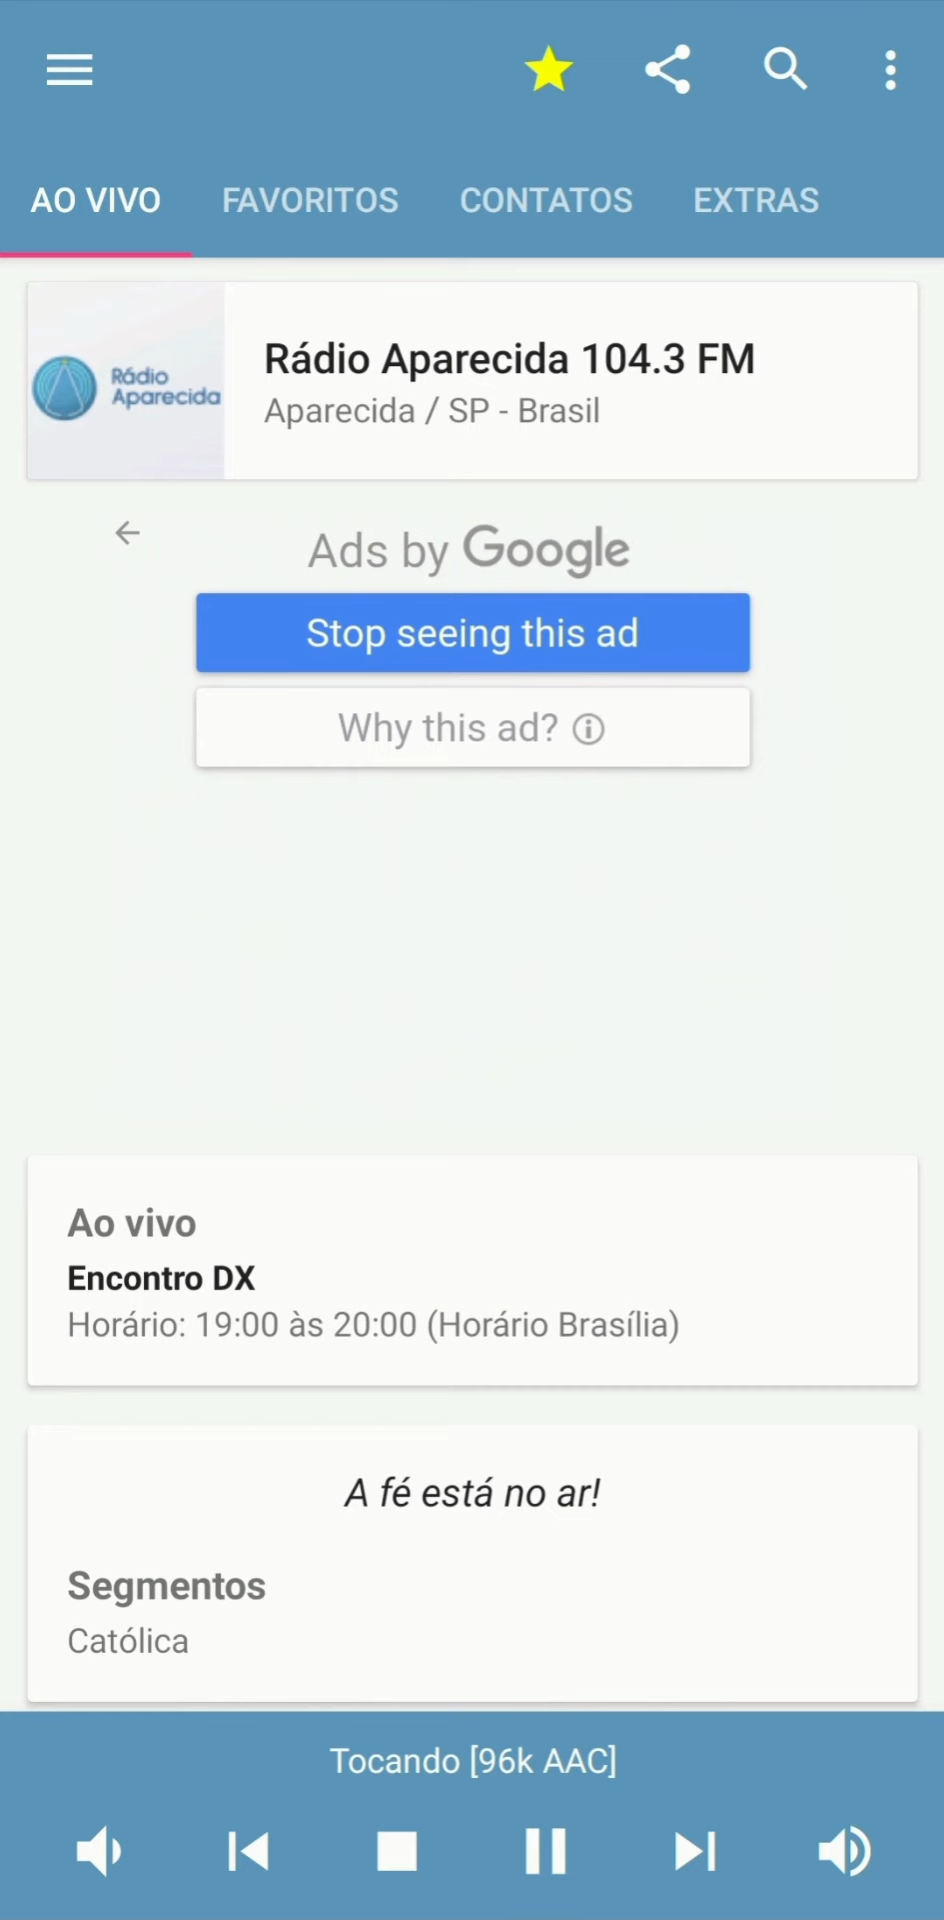 AO VIVO FAVORITOS CONTATOS EXTRAS
Rádio
Aparecida
Rádio Aparecida 104.3 FM
Aparecida / SP - Brasil
Ads by Google
Stop seeing this ad
Why this ad?
Ao vivo
Encontro DX
Horário: 19:00 às 20:00 (Horário Brasília)
A fé está no ar!
Segmentos
Católica
Tocando [96k AAC]